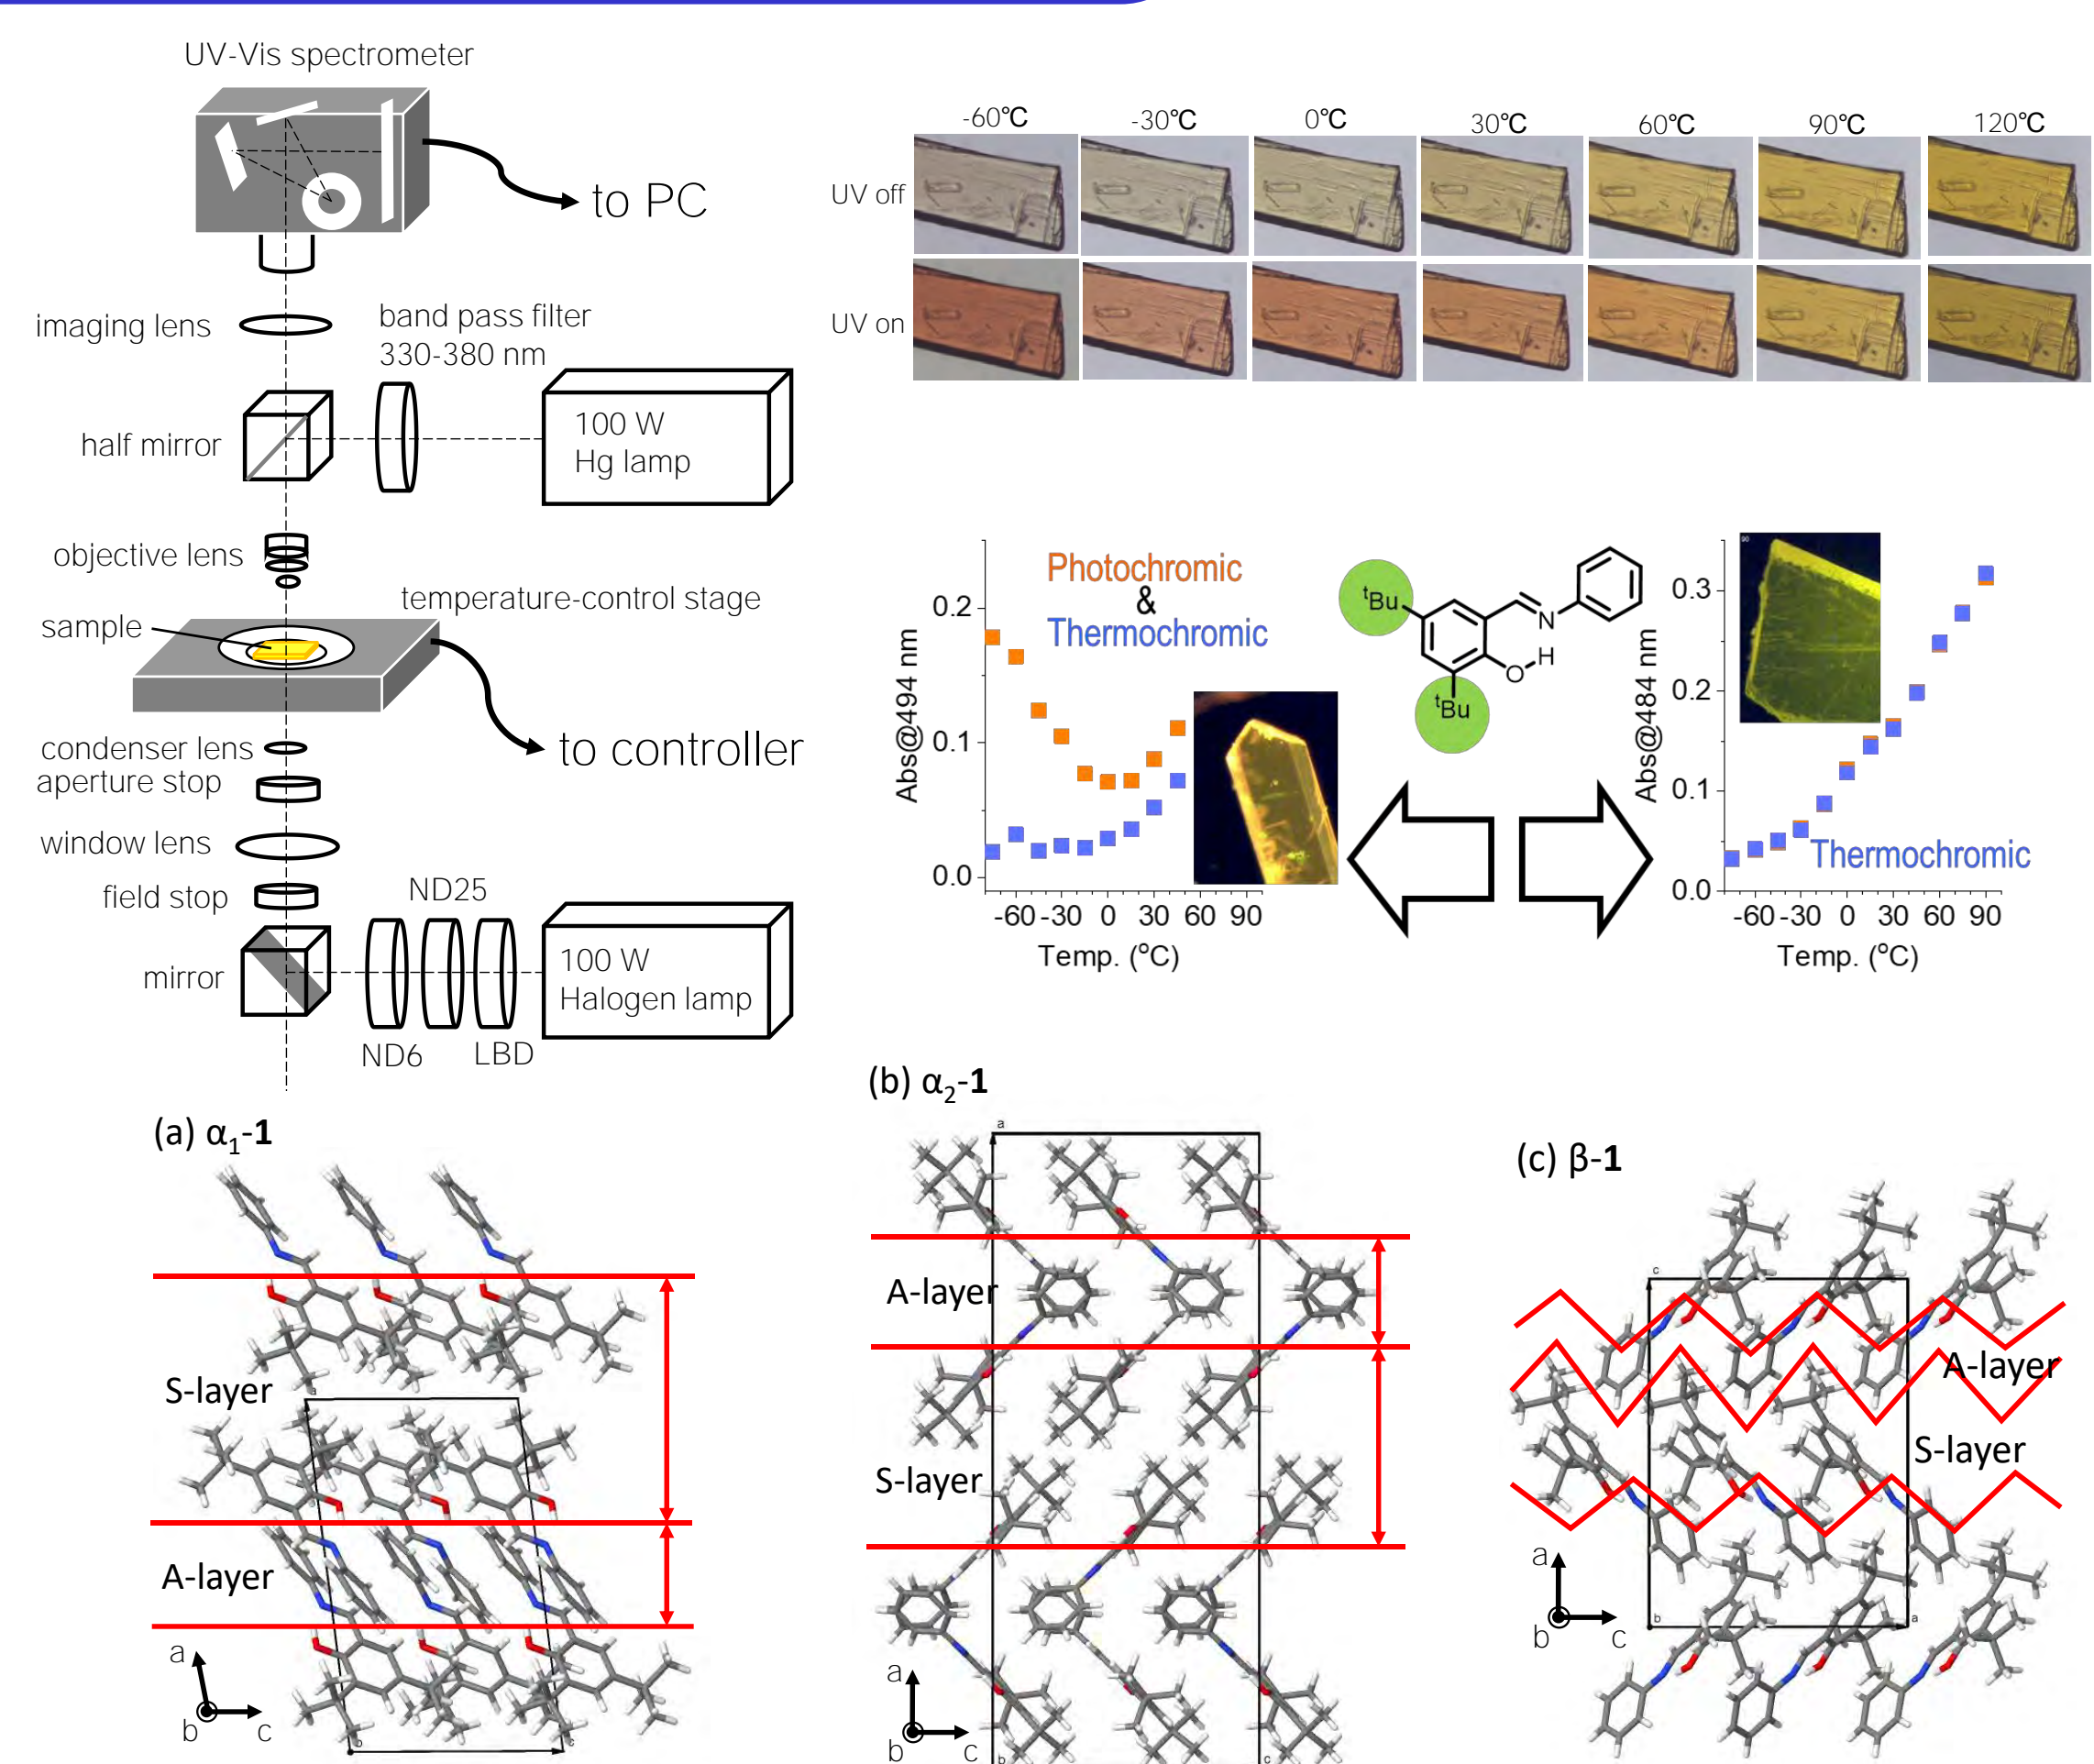 UV-Vis spectrometer
to PC
imaging lens
band pass filter
330-380 nm
half mirror
100 W
Hg lamp
objective lens
temperature-control stage
sample
condenser lens
to controller
aperture stop
window lens
field stop
ND25
mirror
100 W
Halogen lamp
ND6 LBD
-60℃ -30℃ 0℃ 30℃ 60℃ 90℃ 120℃
UV off
UV on
Photochromic
&
Thermochromic
Abs@494 nm
0.2
0.1
0.0
-60 -30 0 30 60 90
Temp. (°C)
tBu
N
H
O
tBu
90
Abs@484 nm
0.3
0.2
0.1
0.0
Thermochromic
-60 -30 0 30 60 90
Temp. (°C)
(a) α1-1
S-layer
a
A-layer
a
b c
b c
(b) α2-1
a
A-layer
S-layer
a
b c
b c
(c) β-1
c
A-layer
S-layer
a
b c
b a